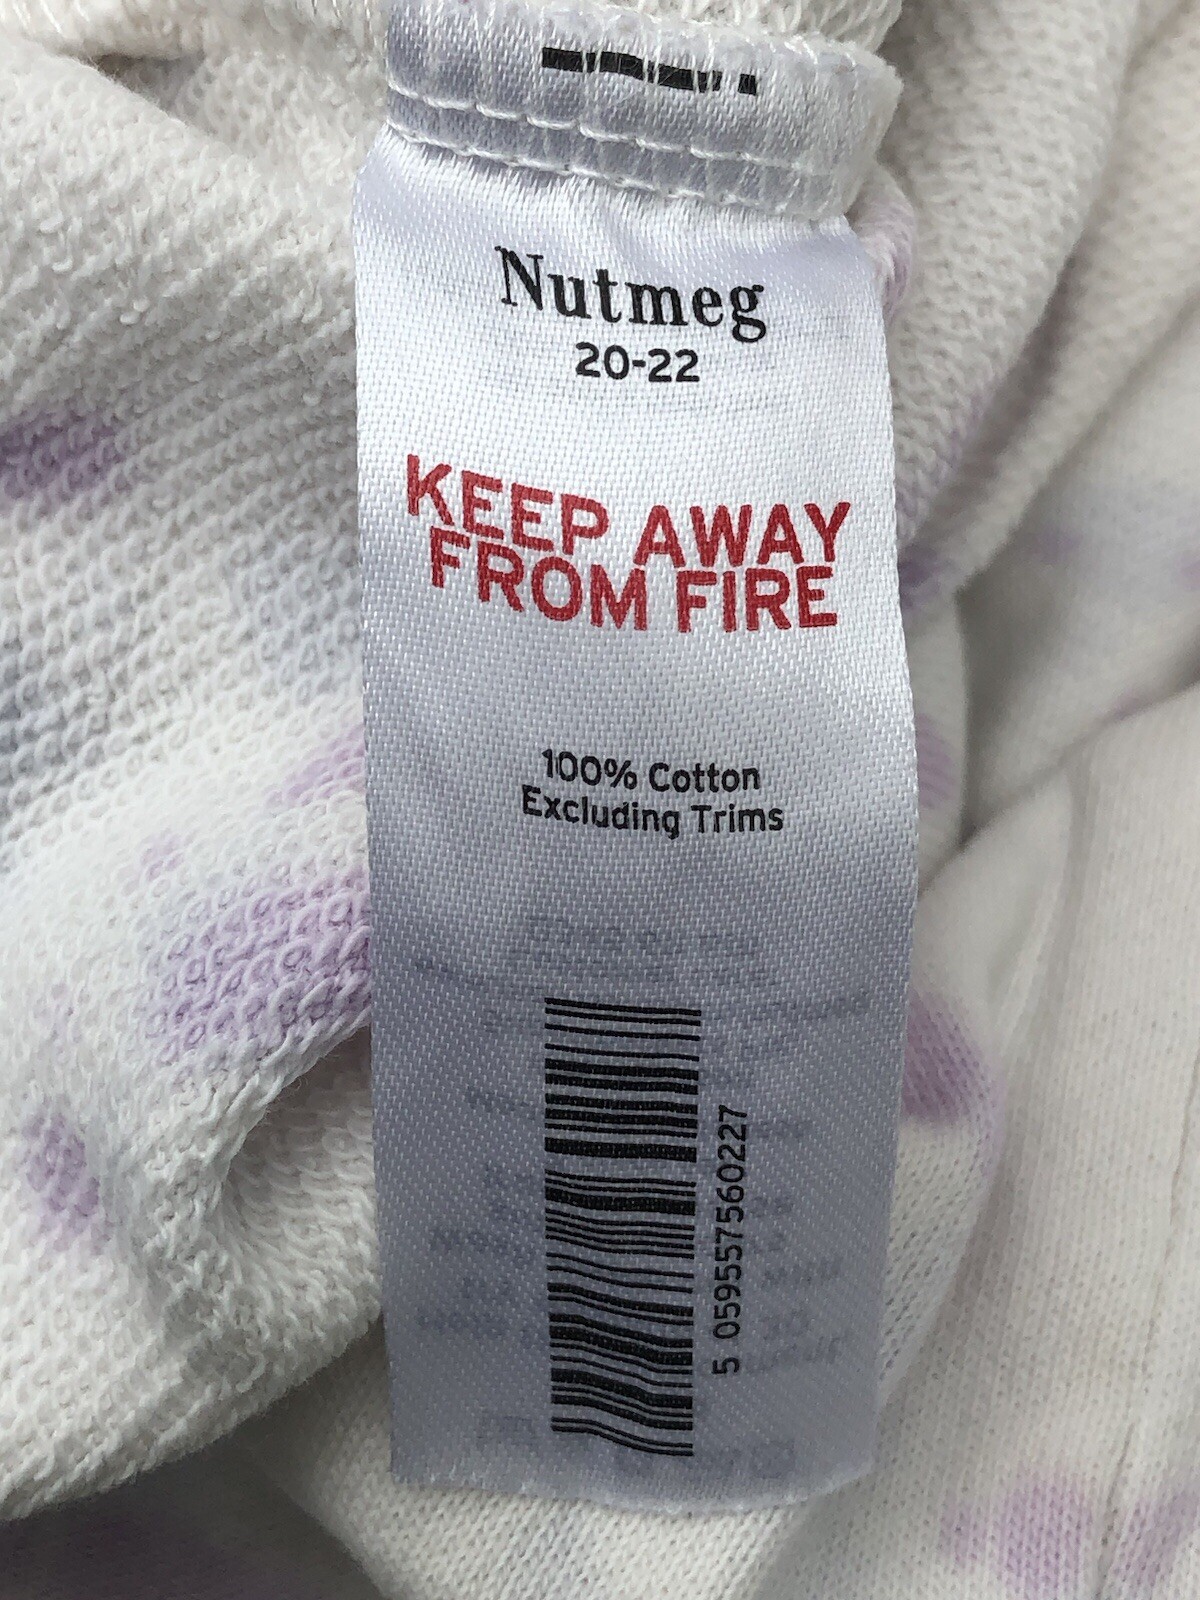 Nutmeg
20-22
KEEP AWAY
FROM FIRE
100% Cotton
Excluding Trims
5 059557560227